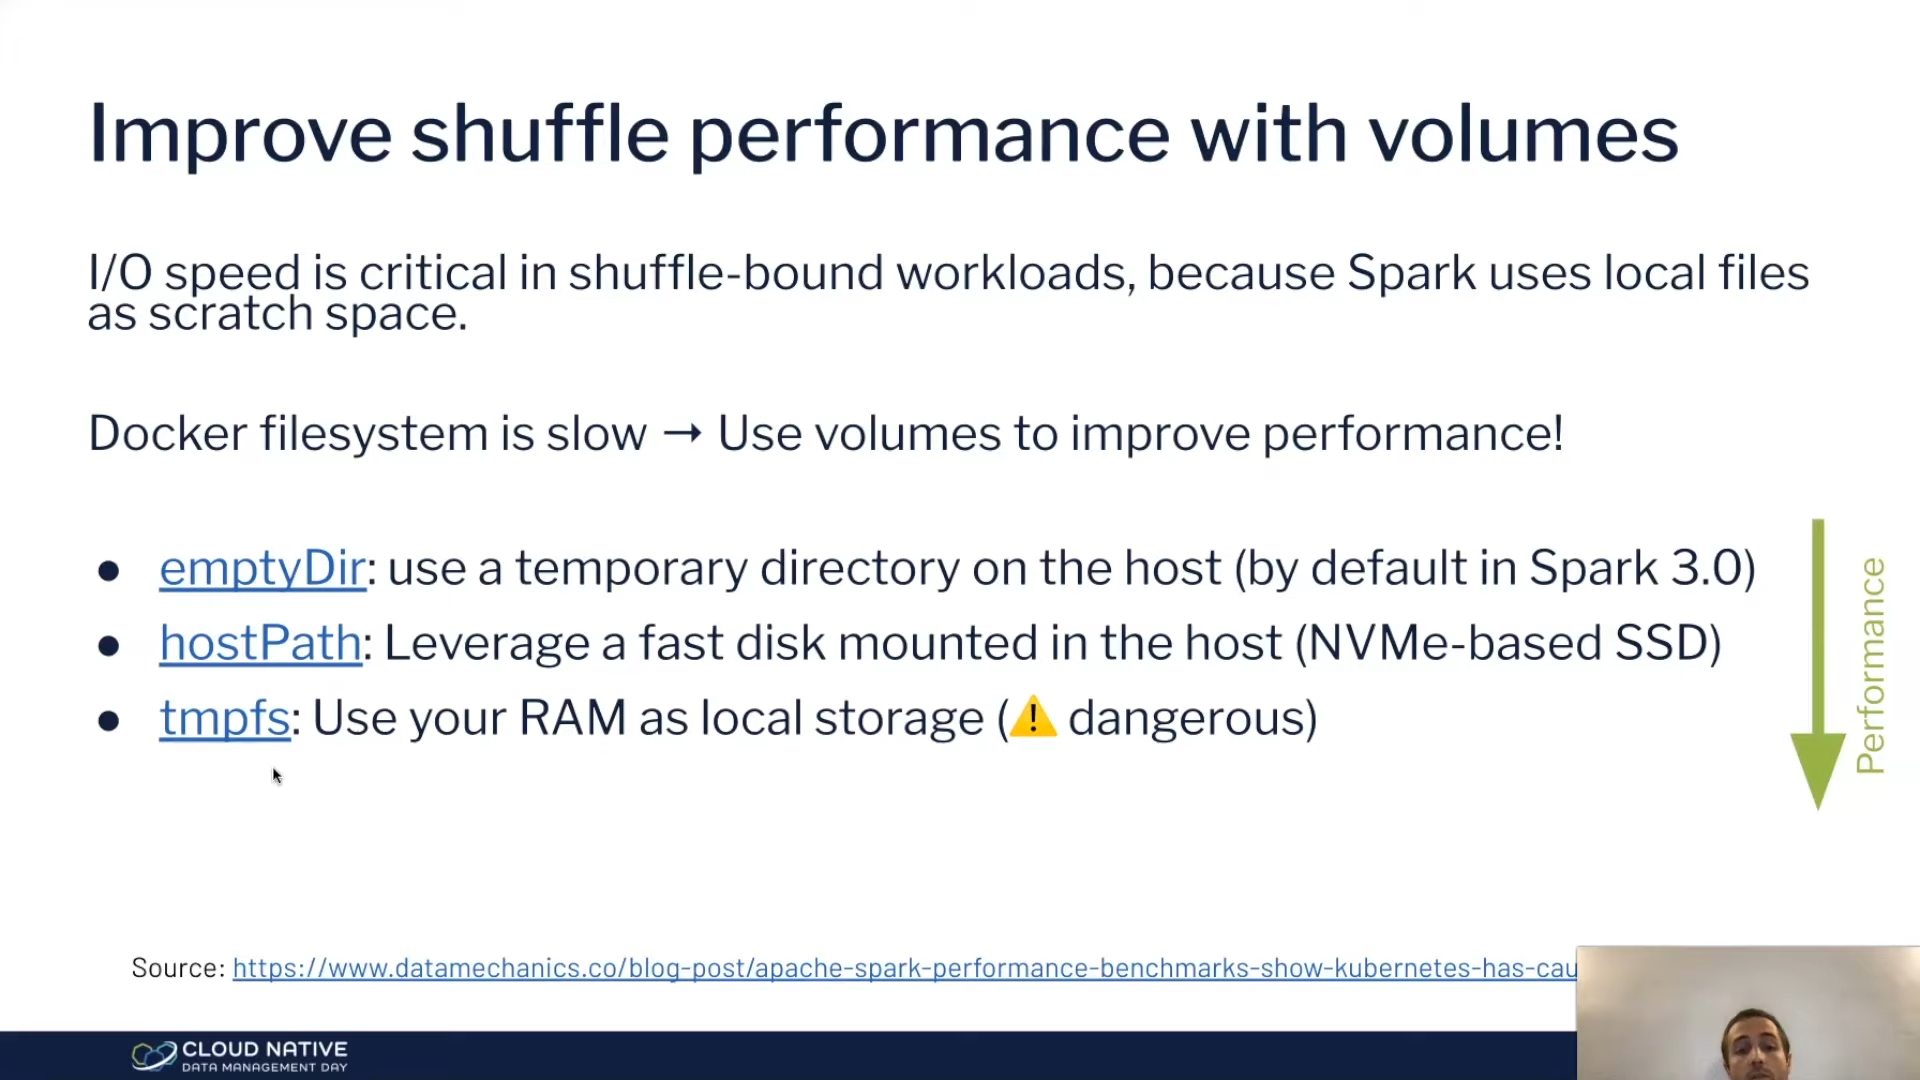 Improve shuffle performance with volumes
I/O speed is critical in shuffle-bound workloads, because Spark uses local files
as scratch space.
Docker filesystem is slow → Use volumes to improve performance!
● emptyDir: use a temporary directory on the host (by default in Spark 3.0)
● hostPath: Leverage a fast disk mounted in the host (NVMe-based SSD)
● tmpfs: Use your RAM as local storage (⚠️ dangerous)
Performance
Source: https://www.datamechanics.co/blog-post/apache-spark-performance-benchmarks-show-kubernetes-has-cau
CLOUD NATIVE
DATA MANAGEMENT DAY